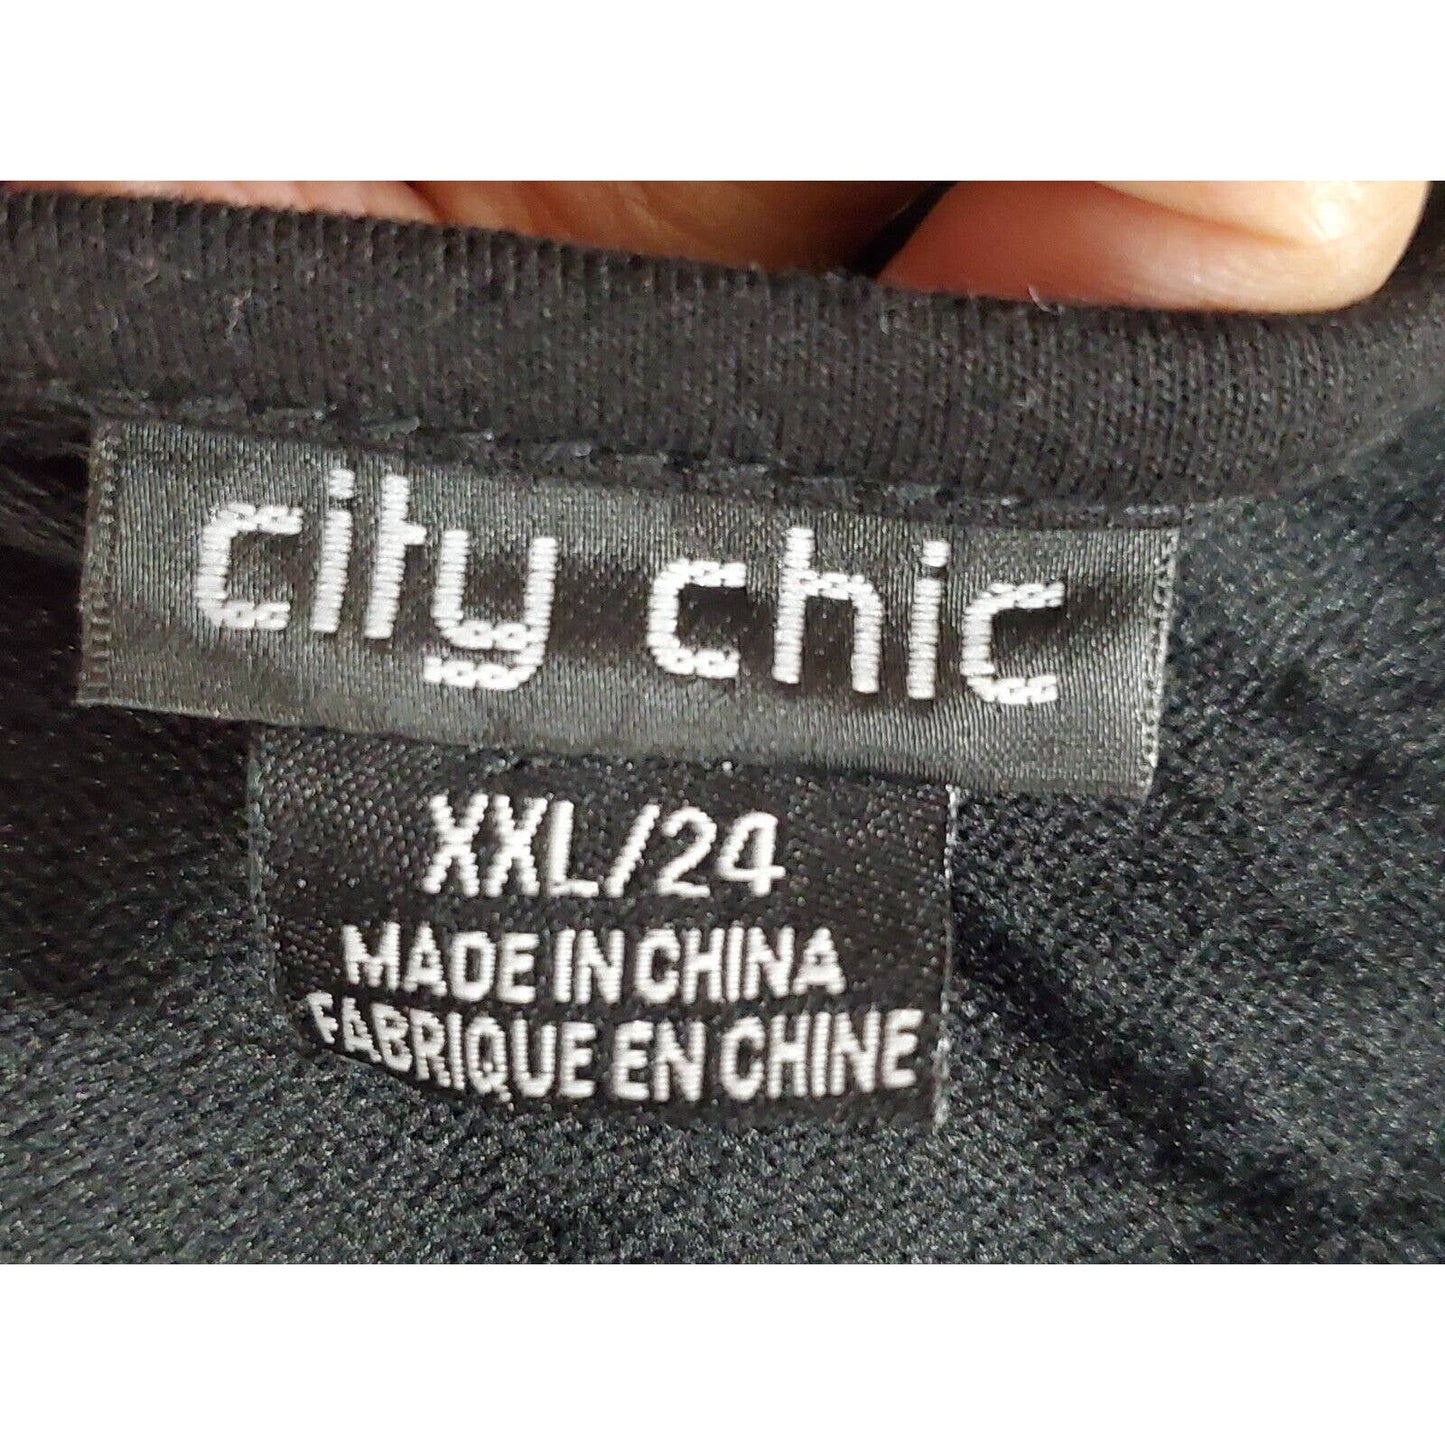 city chic
XXL/24
MADE IN CHINA
FABRIQUE EN CHINE